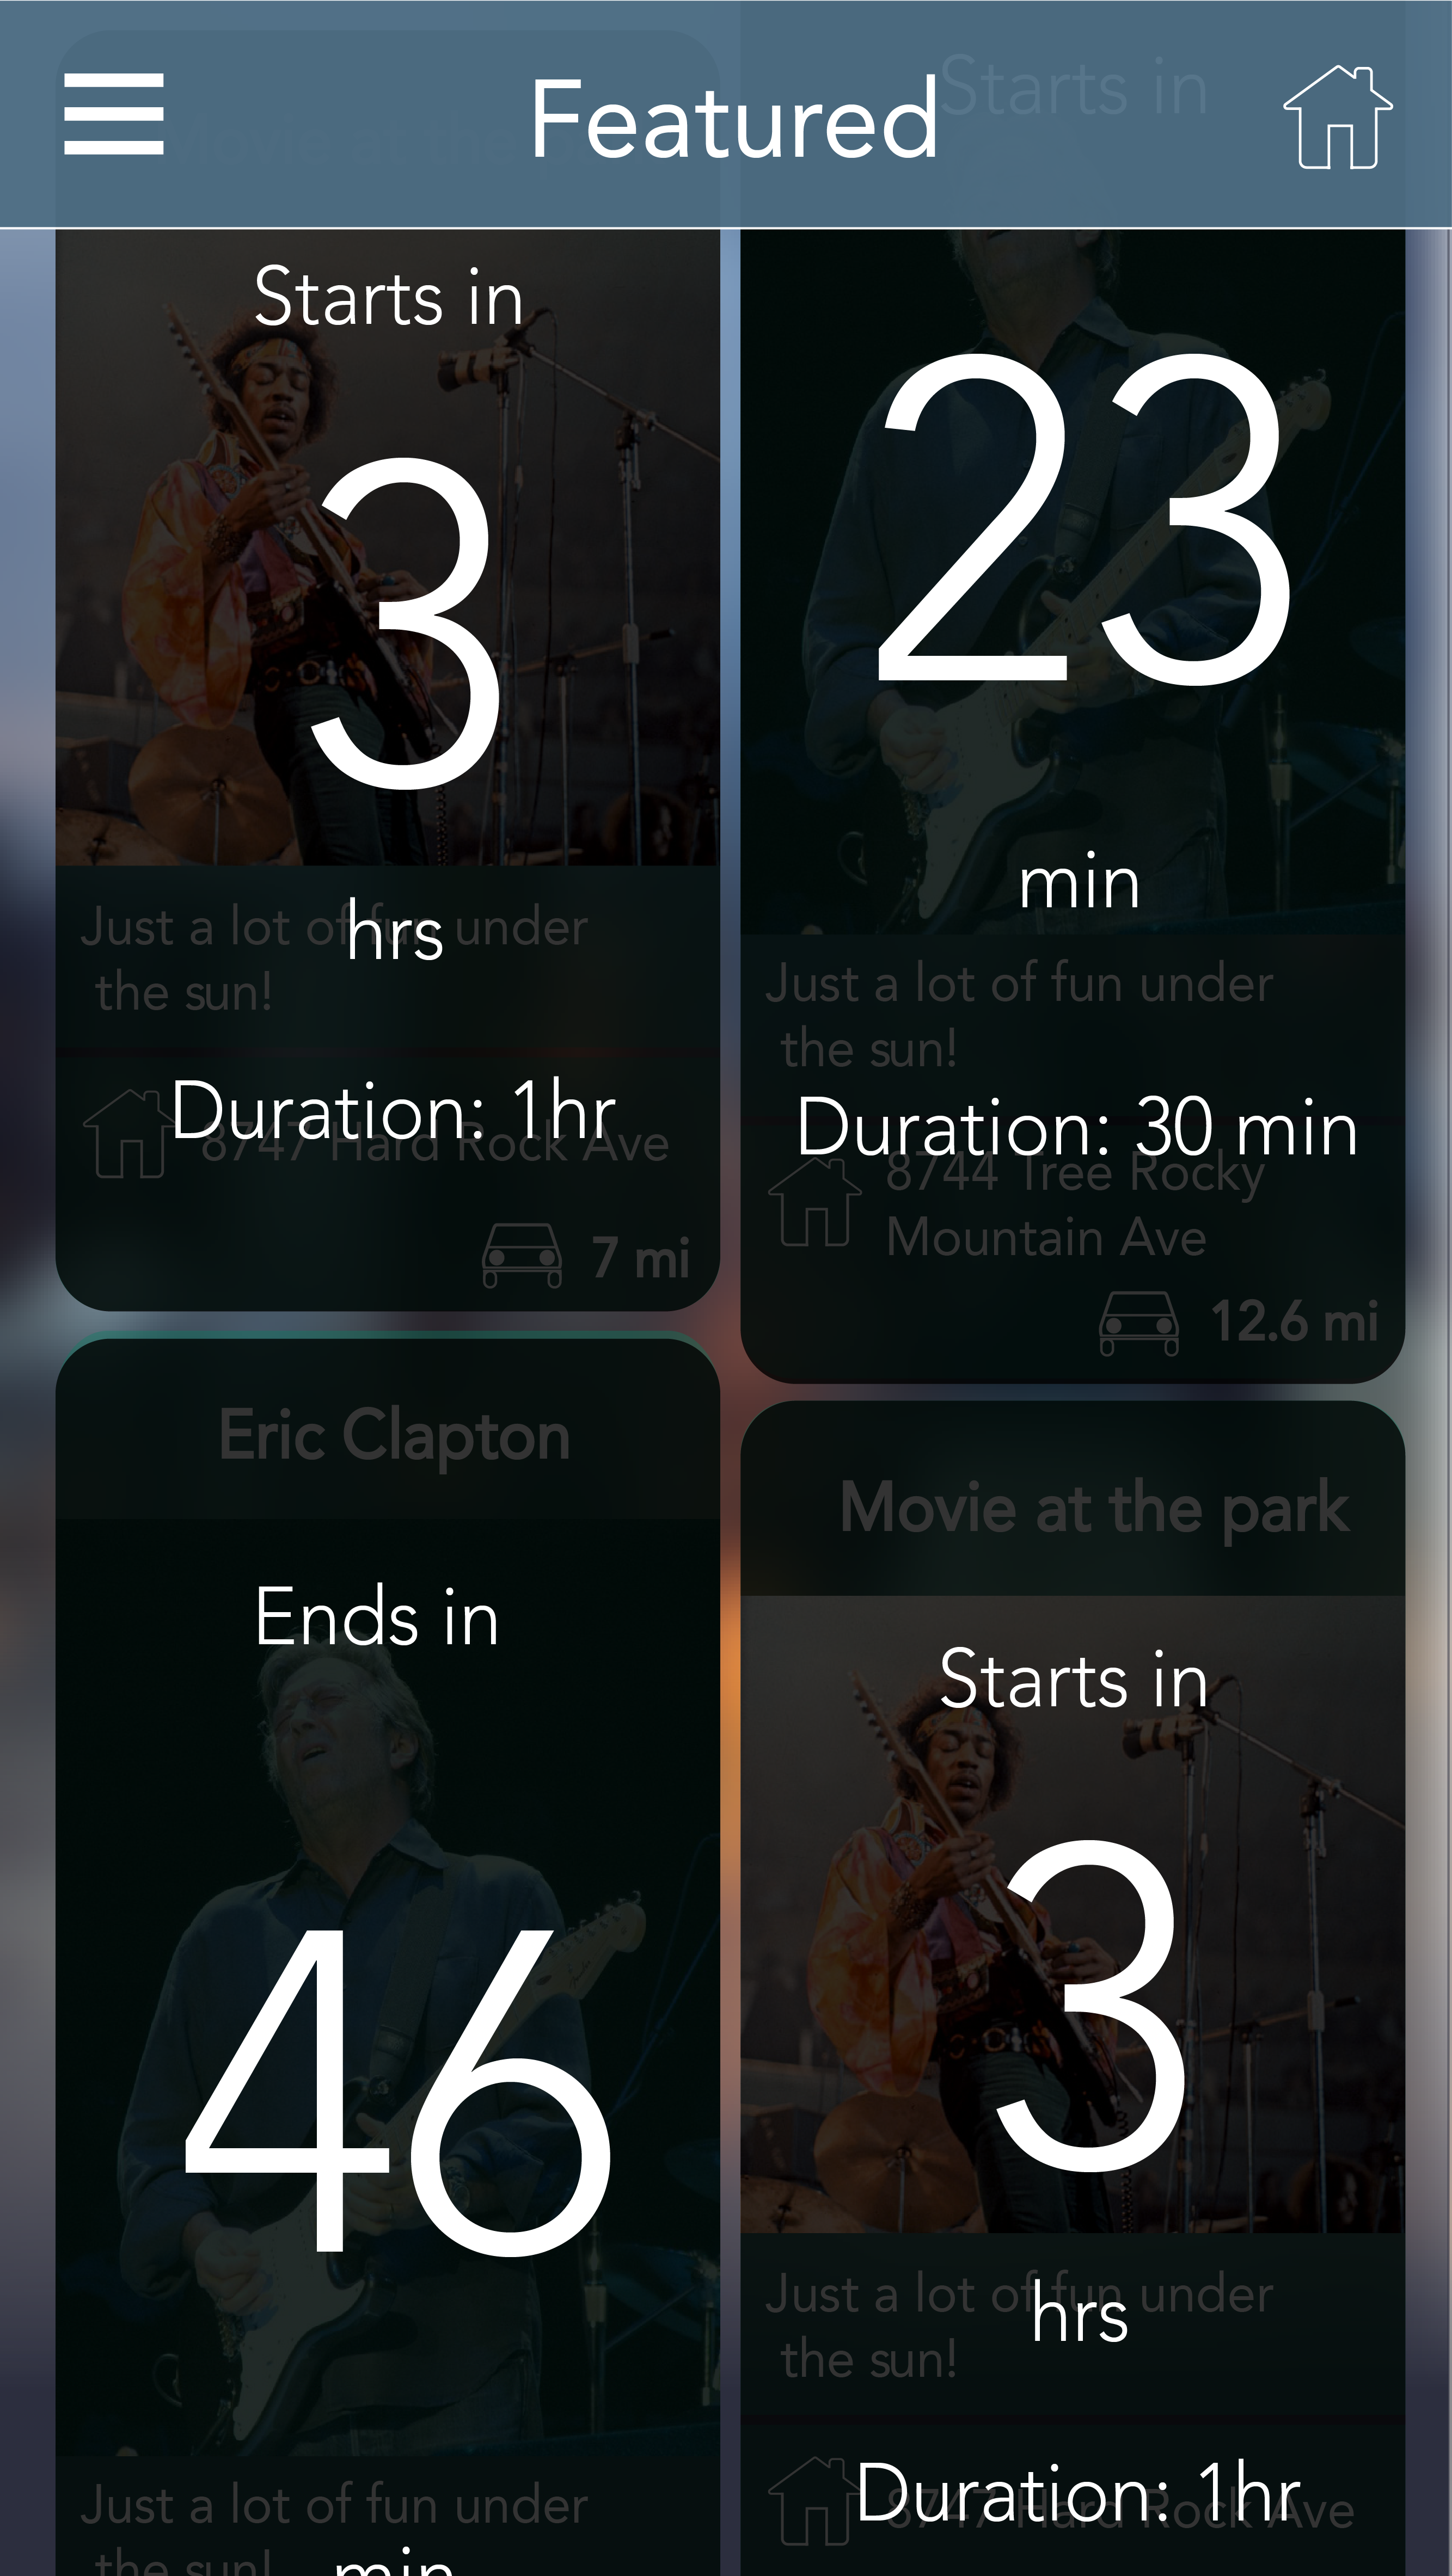 Featured
Starts in
3
hrs
Just a lot of fun under
the sun!
Duration: 1hr
8747 Hard Rock Ave
7 mi
Eric Clapton
Ends in
46
Just a lot of fun under
the sun!
min
Starts in
23
min
Just a lot of fun under
the sun!
Duration: 30 min
8744 Tree Rocky
Mountain Ave
12.6 mi
Movie at the park
Starts in
3
hrs
Just a lot of fun under
the sun!
Duration: 1hr
8747 Hard Rock Ave